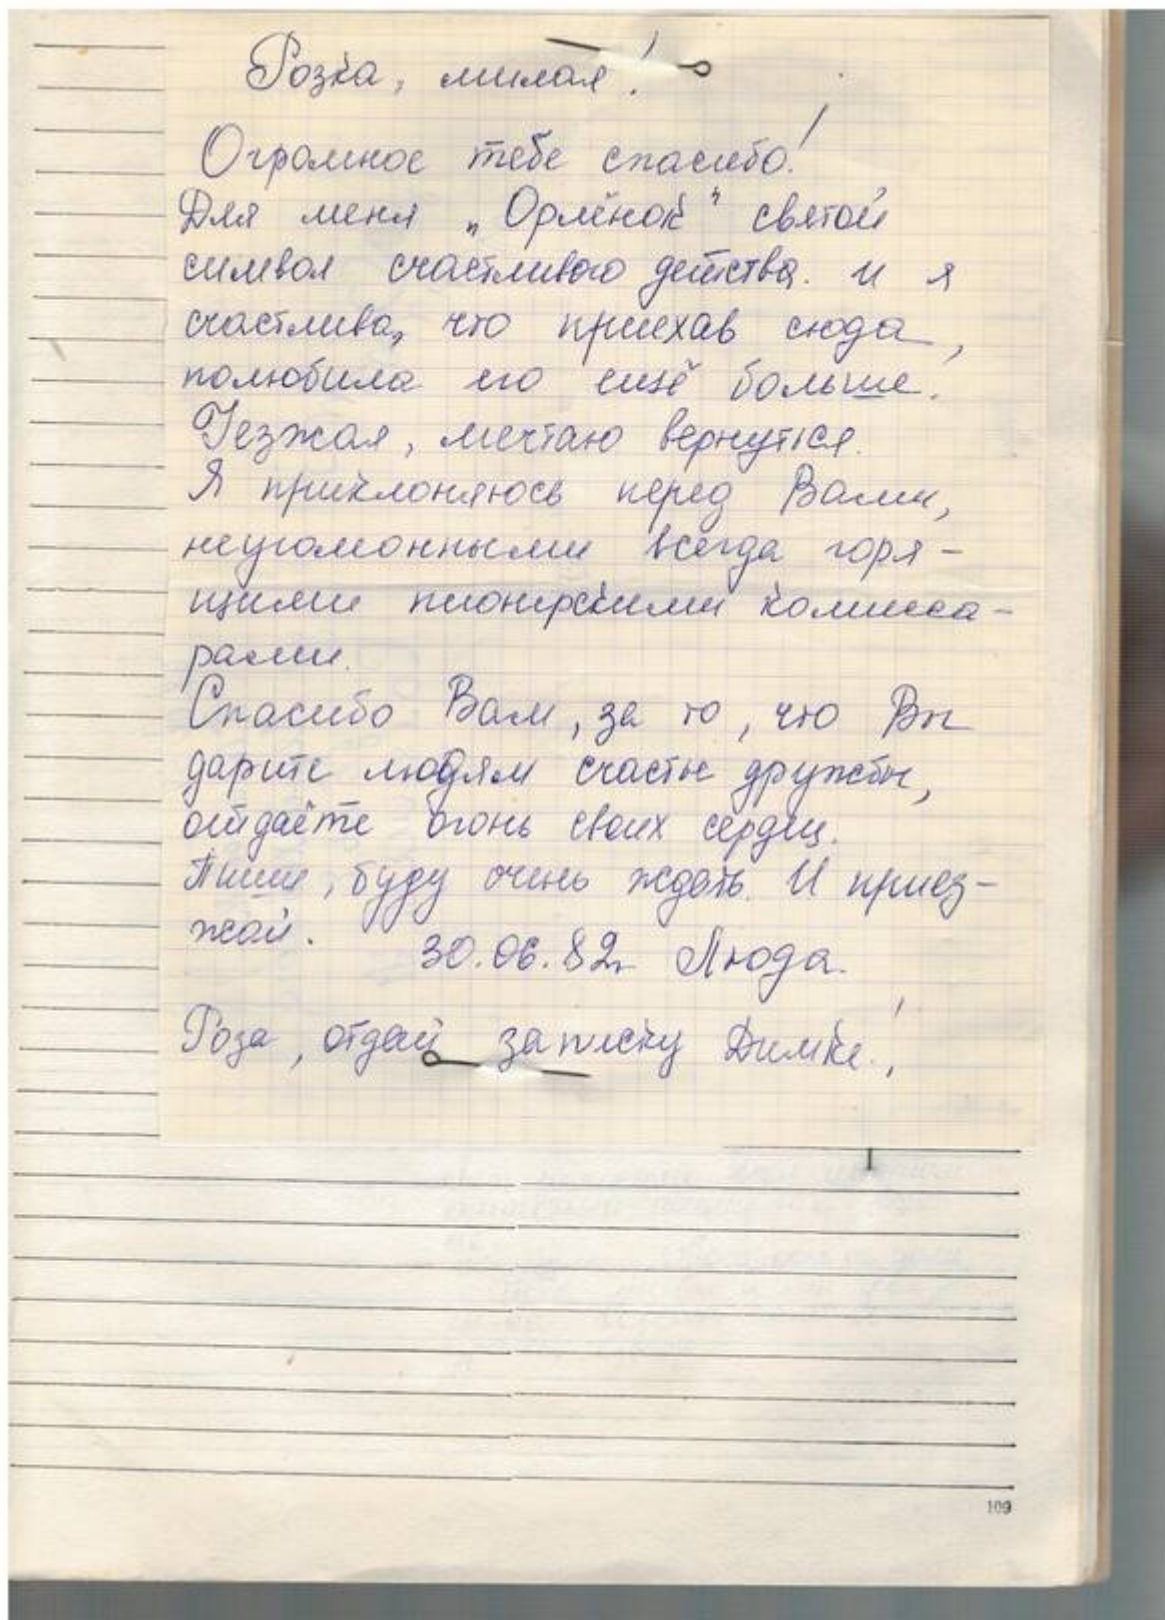 Розка, милая!
Огромное тебе спасибо!
Для меня „Орлёнок" святой
символ счастливого детства. и я
счастлива, что приехав сюда,
полюбила его ещё больше.
Уезжая, мечтаю вернуться.
Я приклоняюсь перед Вами,
неугомонными всегда горя-
щими пионерскими комисса-
рами.
Спасибо Вам, за то, что Вы
дарите людям счастье дружбы,
отдаёте огонь своих сердец.
Пиши, буду очень ждать. И приез-
жай.
30.06.82г. Люда.
Роза, отдай записку Димке!
109